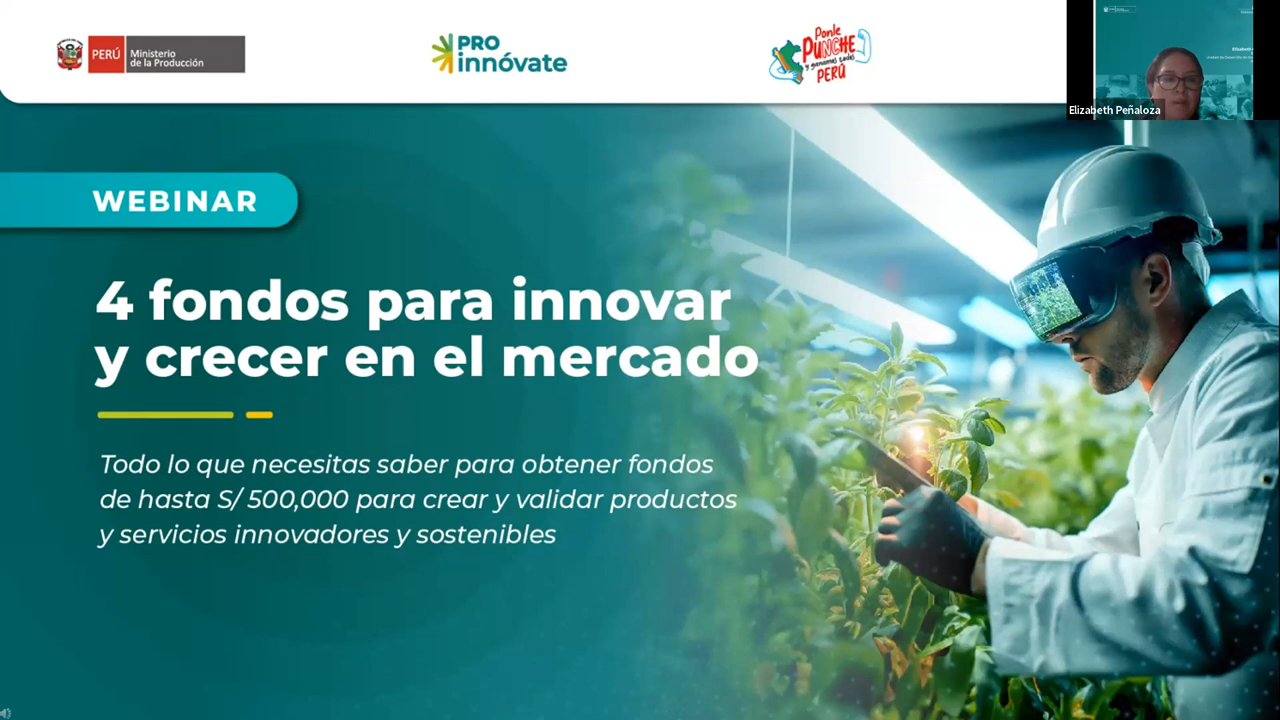 PERÚ
Ministerio
de la Producción
PRO
innóvate
Ponle
PUNCHE
y ganamos todos
PERÚ
Elizabeth Peñaloza
WEBINAR
4 fondos para innovar
y crecer en el mercado
Todo lo que necesitas saber para obtener fondos
de hasta S/ 500,000 para crear y validar productos
y servicios innovadores y sostenibles